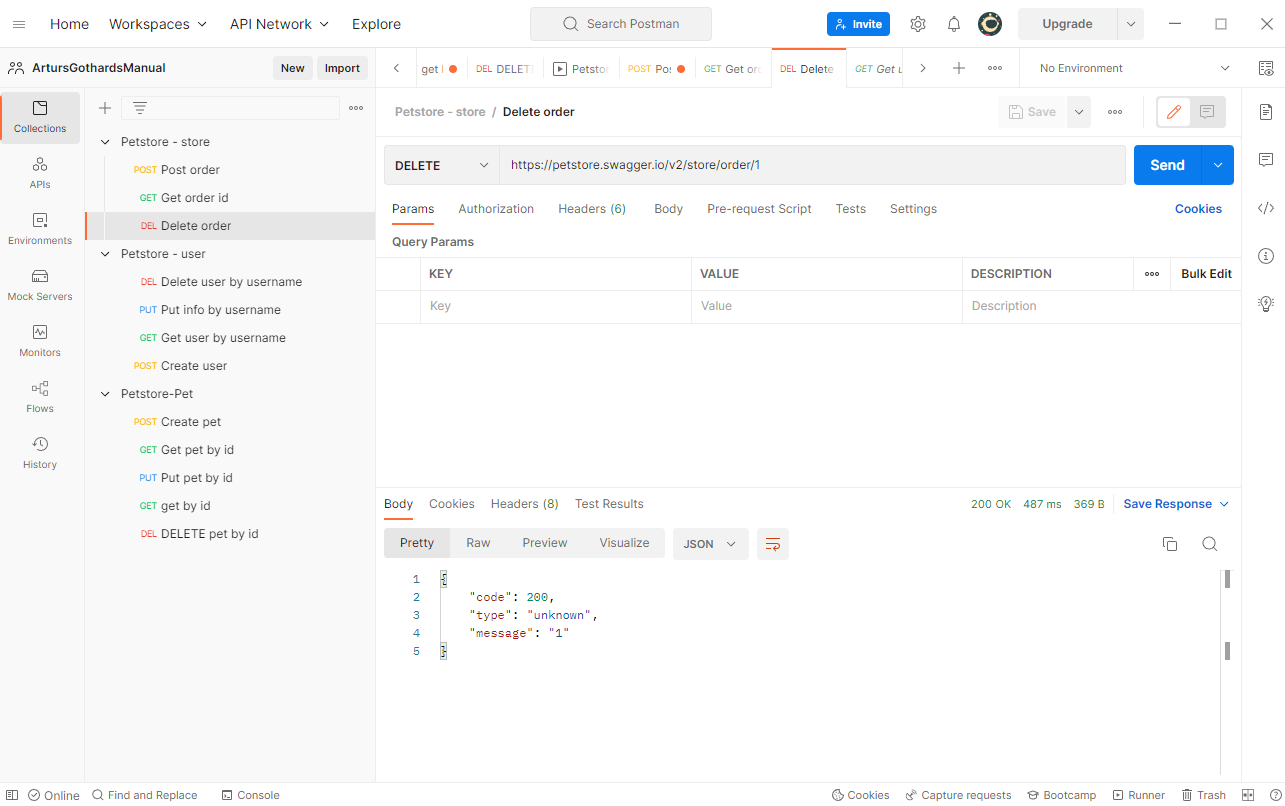 Home Workspaces API Network Explore Search Postman Invite Upgrade
ArtursGothardsManual New Import get DEL DELET Petstor POST Pos GET Get ord DEL Delete GET Get u No Environment
Petstore - store / Delete order Save
DELETE https://petstore.swagger.io/v2/store/order/1 Send
Params Authorization Headers (6) Body Pre-request Script Tests Settings Cookies
Query Params
KEY VALUE DESCRIPTION Bulk Edit
Key Value Description
Collections
APIs
Environments
Mock Servers
Monitors
Flows
History
Petstore - store
POST Post order
GET Get order id
DEL Delete order
Petstore - user
DEL Delete user by username
PUT Put info by username
GET Get user by username
POST Create user
Petstore-Pet
POST Create pet
GET Get pet by id
PUT Put pet by id
GET get by id
DEL DELETE pet by id
Body Cookies Headers (8) Test Results 200 OK 487 ms 369 B Save Response
Pretty Raw Preview Visualize JSON
1 {
2 "code": 200,
3 "type": "unknown",
4 "message": "1"
5 }
Online Find and Replace Console Cookies Capture requests Bootcamp Runner Trash